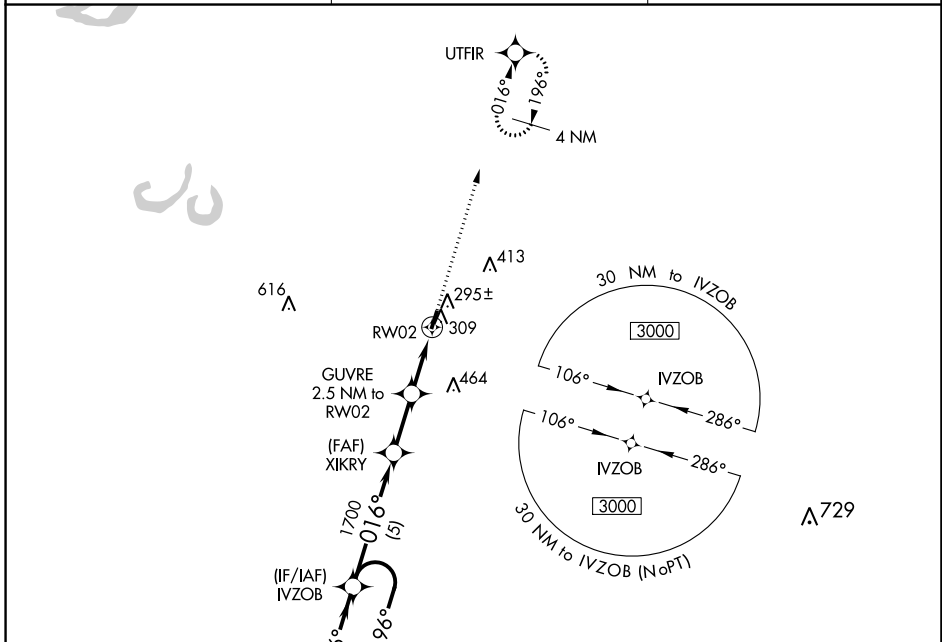 UTFIR
016°
196°
4 NM
413
616
295±
RW02
309
GUVRE
2.5 NM to
RW02
464
(FAF)
XIKRY
1700
016°
(5)
(IF/IAF)
IVZOB
96°
30 NM to IVZOB
3000
106°
IVZOB
286°
106°
IVZOB
286°
3000
30 NM to IVZOB (NoPT)
729